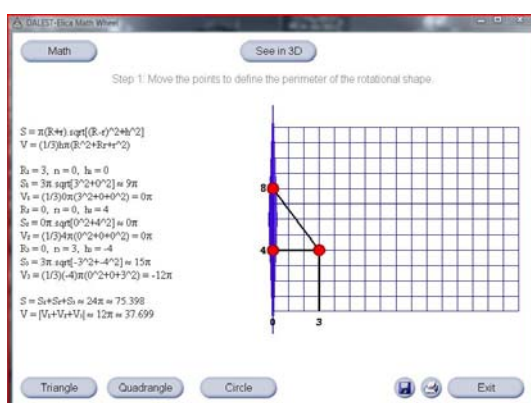 DALEST-Elica Math Wheel
Math
See in 3D
Step 1: Move the points to define the perimeter of the rotational shape.
S = π(R+r).sqrt[(R-r)^2+h^2]
V = (1/3)hπ(R^2+Rr+r^2)
R₁ = 3, r₁ = 0, h₁ = 0
S₁ = 3π.sqrt[3^2+0^2] ≈ 9π
V₁ = (1/3)0π(3^2+0+0^2) = 0π
R₂ = 0, r₂ = 0, h₂ = 4
S₂ = 0π.sqrt[0^2+4^2] ≈ 0π
V₂ = (1/3)4π(0^2+0+0^2) = 0π
R₃ = 0, r₃ = 3, h₃ = -4
S₃ = 3π.sqrt[-3^2+-4^2] ≈ 15π
V₃ = (1/3)(-4)π(0^2+0+3^2) = -12π
S = S₁+S₂+S₃ ≈ 24π ≈ 75.398
V = |V₁+V₂+V₃| ≈ 12π ≈ 37.699
8
4
0 3
Triangle
Quadrangle
Circle
Exit